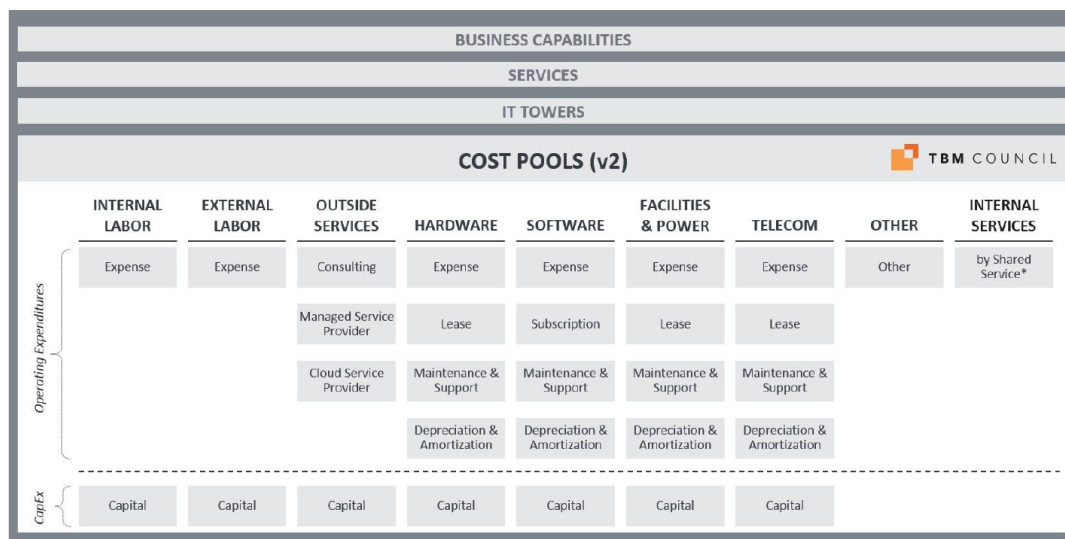 BUSINESS CAPABILITIES
SERVICES
IT TOWERS
COST POOLS (v2)
TBM COUNCIL
INTERNAL
LABOR
EXTERNAL
LABOR
OUTSIDE
SERVICES
HARDWARE
SOFTWARE
FACILITIES
& POWER
TELECOM
OTHER
INTERNAL
SERVICES
Operating Expenditures
Expense
Expense
Consulting
Expense
Expense
Expense
Expense
Other
by Shared
Service*
Managed Service
Provider
Lease
Subscription
Lease
Lease
Cloud Service
Provider
Maintenance &
Support
Maintenance &
Support
Maintenance &
Support
Maintenance &
Support
Depreciation &
Amortization
Depreciation &
Amortization
Depreciation &
Amortization
Depreciation &
Amortization
CapEx
Capital
Capital
Capital
Capital
Capital
Capital
Capital